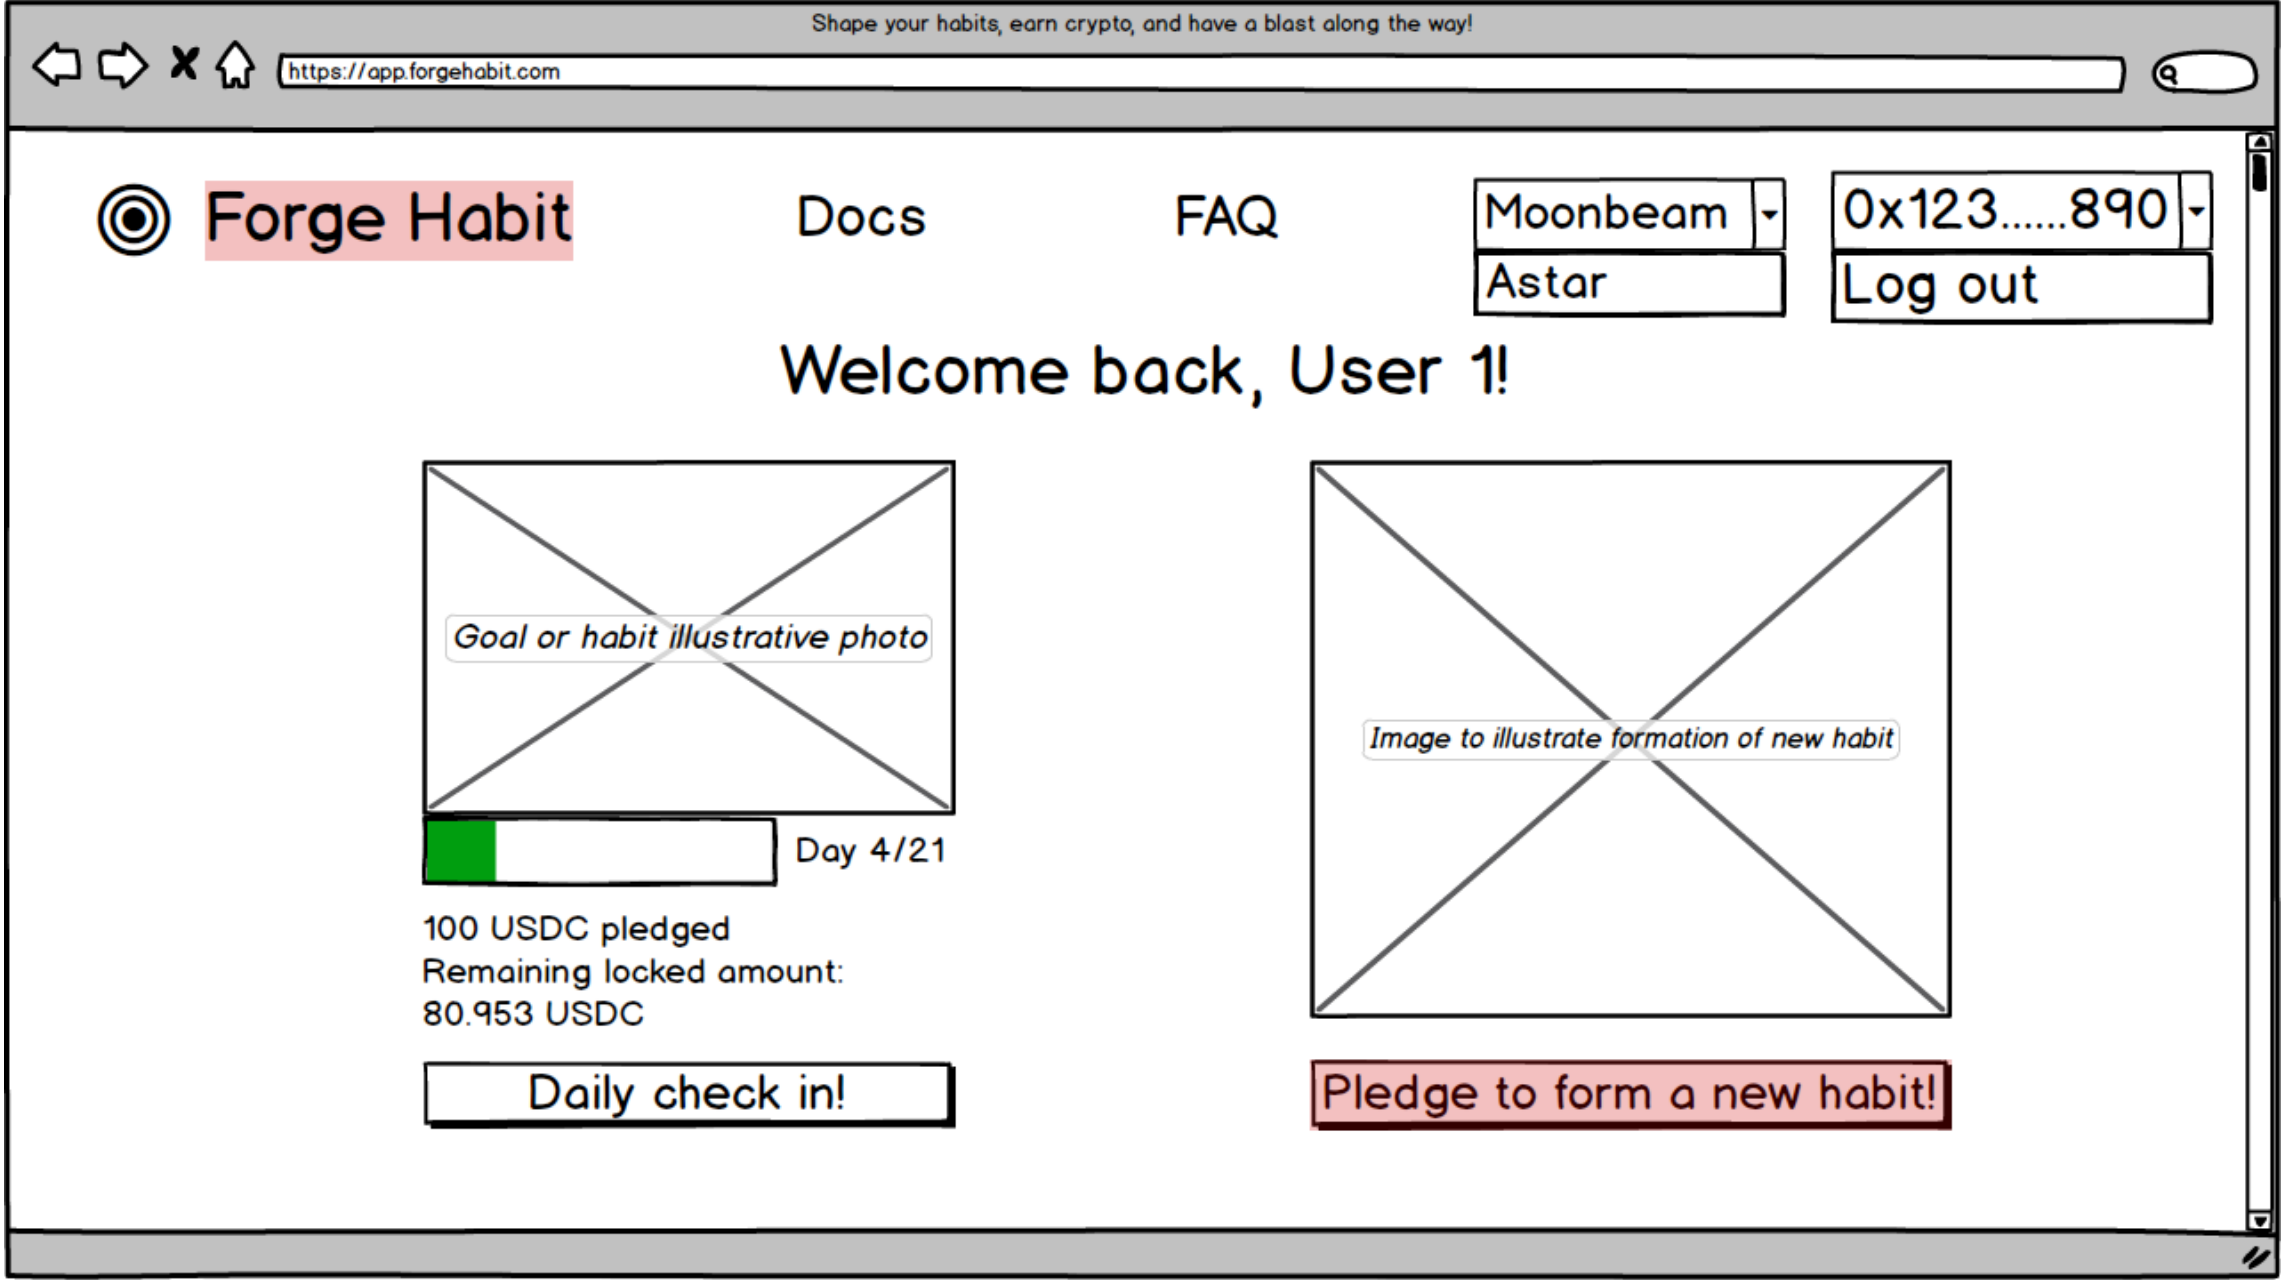 Shape your habits, earn crypto, and have a blast along the way!
https://app.forgehabit.com
Forge Habit
Docs
FAQ
Moonbeam
0x123......890
Astar
Log out
Welcome back, User 1!
Goal or habit illustrative photo
Image to illustrate formation of new habit
Day 4/21
100 USDC pledged
Remaining locked amount:
80.953 USDC
Daily check in!
Pledge to form a new habit!